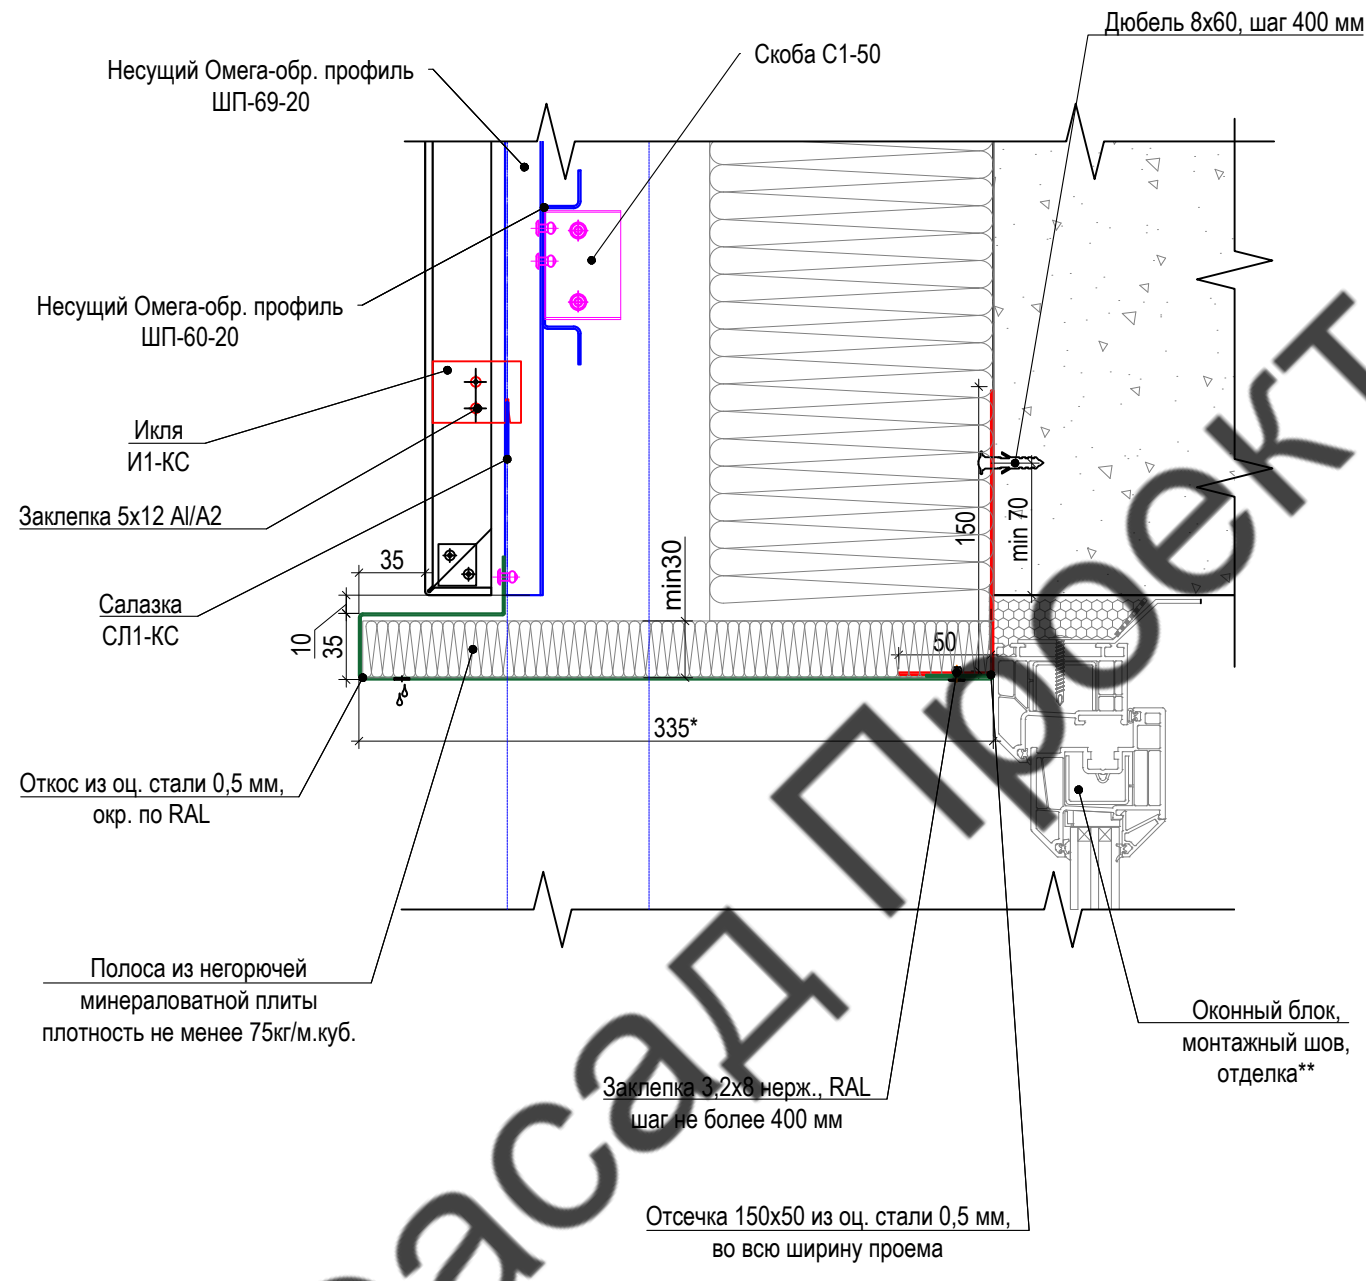 Дюбель 8х60, шаг 400 мм
Скоба С1-50
Несущий Омега-обр. профиль
ШП-69-20
Несущий Омега-обр. профиль
ШП-60-20
Икля
И1-КС
Заклепка 5х12 Al/A2
35
Салазка
СЛ1-КС
10
35
min30
150
min 70
50
335*
Откос из оц. стали 0,5 мм,
окр. по RAL
Полоса из негорючей
минераловатной плиты
плотность не менее 75кг/м.куб.
Оконный блок,
монтажный шов,
отделка**
Заклепка 3,2х8 нерж., RAL
шаг не более 400 мм
Отсечка 150х50 из оц. стали 0,5 мм,
во всю ширину проема
асад Проект